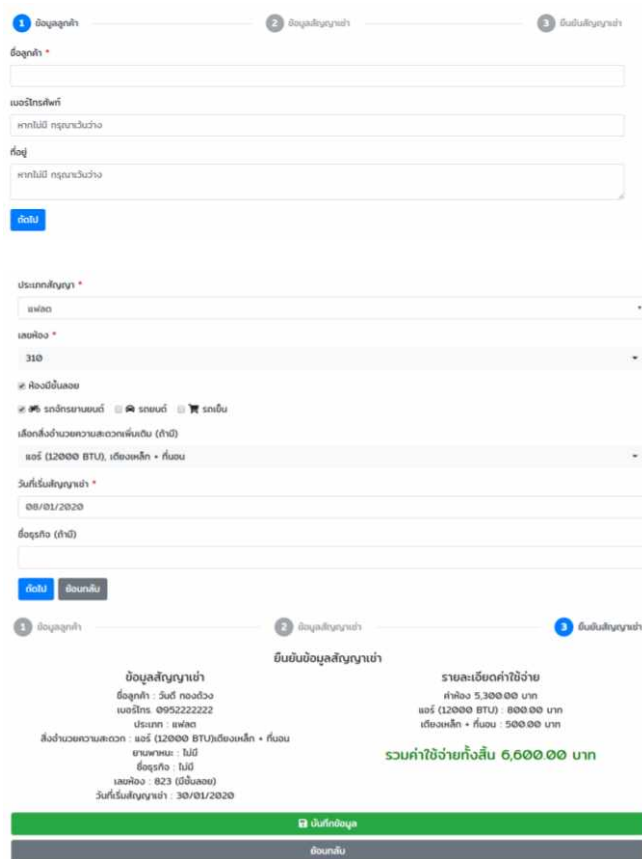 1 ข้อมูลลูกค้า 2 ข้อมูลสัญญาเช่า 3 ยืนยันสัญญาเช่า
ชื่อลูกค้า *
เบอร์โทรศัพท์
หากไม่มี กรุณาเว้นว่าง
ที่อยู่
หากไม่มี กรุณาเว้นว่าง
ถัดไป
ประเภทสัญญา *
แฟลต
เลขห้อง *
310
ห้องมีชั้นลอย
รถจักรยานยนต์ รถยนต์ รถเข็น
เลือกสิ่งอำนวยความสะดวกเพิ่มเติม (ถ้ามี)
แอร์ (12000 BTU), เตียงเหล็ก + ที่นอน
วันที่เริ่มสัญญาเช่า *
08/01/2020
ชื่อธุรกิจ (ถ้ามี)
ถัดไป ย้อนกลับ
1 ข้อมูลลูกค้า 2 ข้อมูลสัญญาเช่า 3 ยืนยันสัญญาเช่า
ยืนยันข้อมูลสัญญาเช่า
ข้อมูลสัญญาเช่า
ชื่อลูกค้า : วันดี ทองด้วง
เบอร์โทร. 0952222222
ประเภท : แฟลต
สิ่งอำนวยความสะดวก : แอร์ (12000 BTU)เตียงเหล็ก + ที่นอน
ยานพาหนะ : ไม่มี
ชื่อธุรกิจ : ไม่มี
เลขห้อง : 823 (มีชั้นลอย)
วันที่เริ่มสัญญาเช่า : 30/01/2020
รายละเอียดค่าใช้จ่าย
ค่าห้อง 5,300.00 บาท
แอร์ (12000 BTU) : 800.00 บาท
เตียงเหล็ก + ที่นอน : 500.00 บาท
รวมค่าใช้จ่ายทั้งสิ้น 6,600.00 บาท
บันทึกข้อมูล
ย้อนกลับ